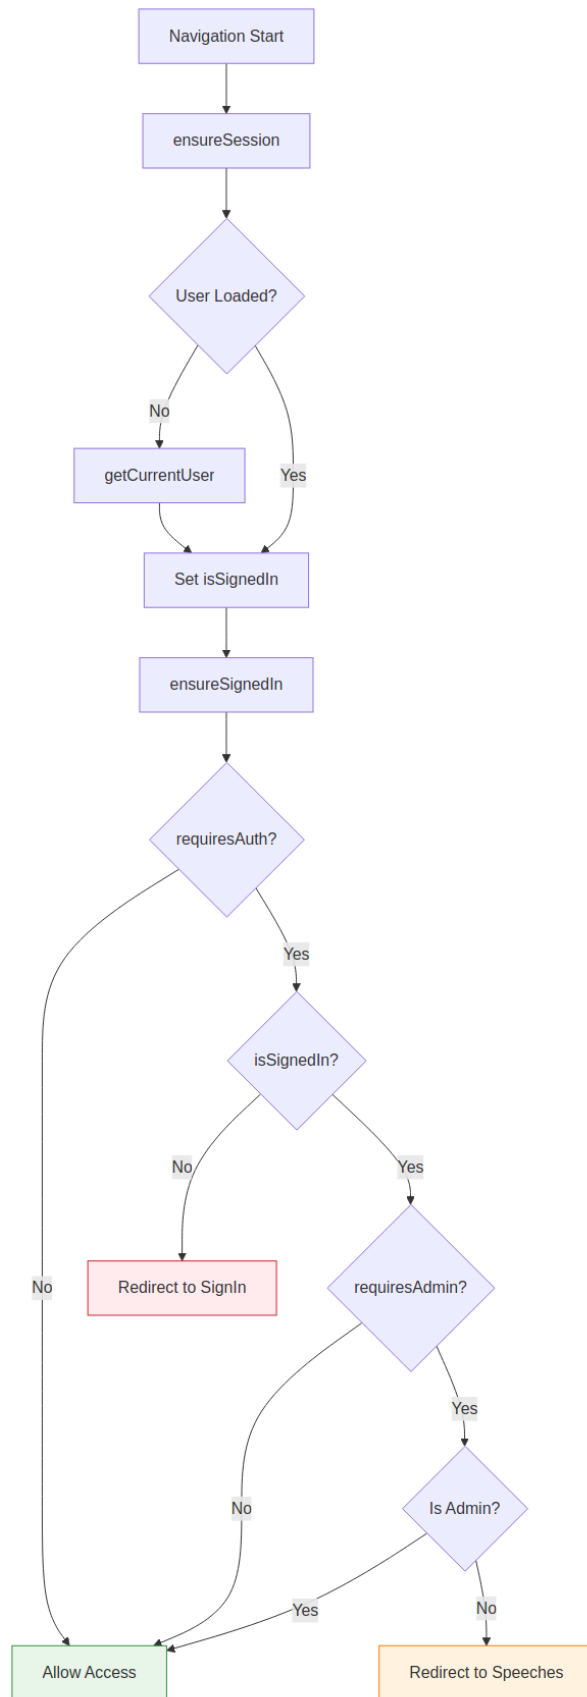 Navigation Start
ensureSession
User Loaded?
No
getCurrentUser
Yes
Set isSignedIn
ensureSignedIn
requiresAuth?
Yes
isSignedIn?
No
Yes
No
Redirect to SignIn
requiresAdmin?
Yes
No
Is Admin?
Yes
No
Allow Access
Redirect to Speeches